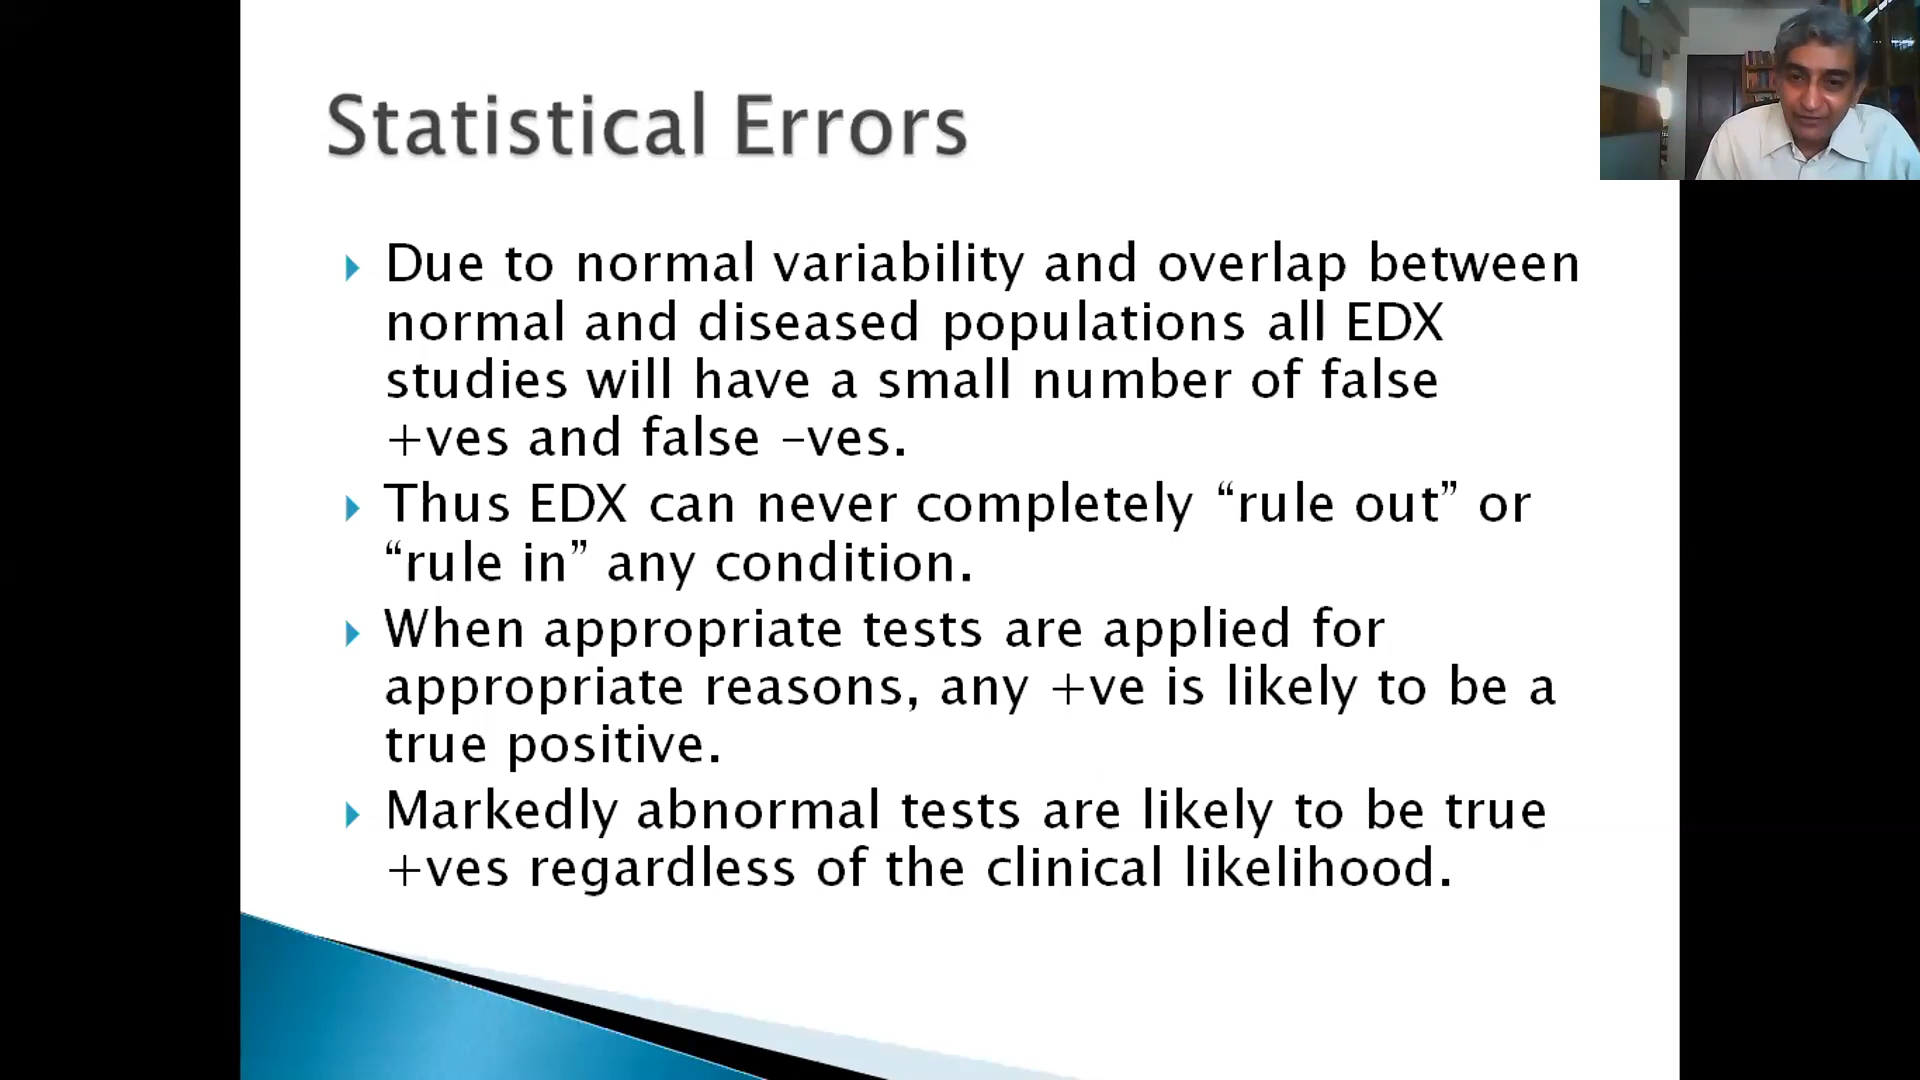 Statistical Errors
Due to normal variability and overlap between
normal and diseased populations all EDX
studies will have a small number of false
+ves and false –ves.
Thus EDX can never completely “rule out” or
“rule in” any condition.
When appropriate tests are applied for
appropriate reasons, any +ve is likely to be a
true positive.
Markedly abnormal tests are likely to be true
+ves regardless of the clinical likelihood.